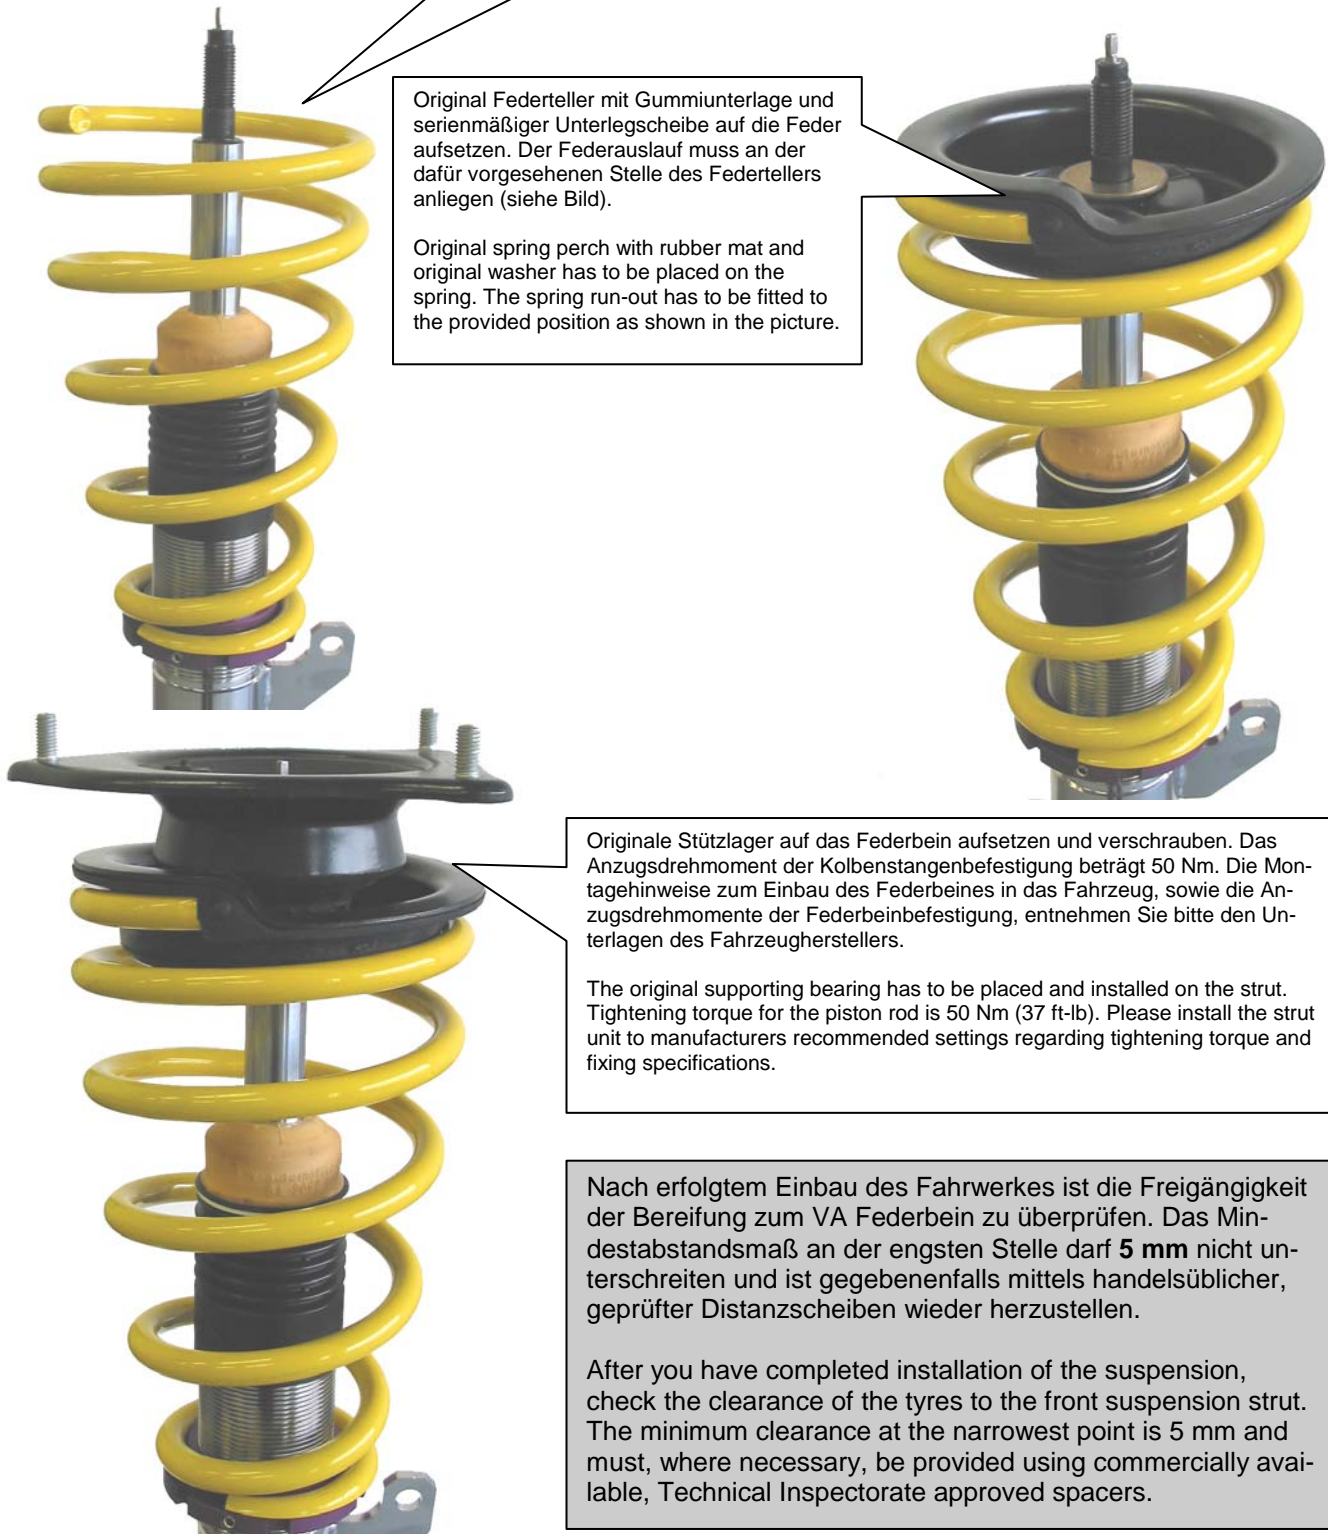 Original Federteller mit Gummiunterlage und
serienmäßiger Unterlegscheibe auf die Feder
aufsetzen. Der Federauslauf muss an der
dafür vorgesehenen Stelle des Federtellers
anliegen (siehe Bild).
Original spring perch with rubber mat and
original washer has to be placed on the
spring. The spring run-out has to be fitted to
the provided position as shown in the picture.
Originale Stützlager auf das Federbein aufsetzen und verschrauben. Das
Anzugsdrehmoment der Kolbenstangenbefestigung beträgt 50 Nm. Die Mon-
tagehinweise zum Einbau des Federbeines in das Fahrzeug, sowie die An-
zugsdrehmomente der Federbeinbefestigung, entnehmen Sie bitte den Un-
terlagen des Fahrzeugherstellers.
The original supporting bearing has to be placed and installed on the strut.
Tightening torque for the piston rod is 50 Nm (37 ft-lb). Please install the strut
unit to manufacturers recommended settings regarding tightening torque and
fixing specifications.
Nach erfolgtem Einbau des Fahrwerkes ist die Freigängigkeit
der Bereifung zum VA Federbein zu überprüfen. Das Min-
destabstandsmaß an der engsten Stelle darf 5 mm nicht un-
terschreiten und ist gegebenenfalls mittels handelsüblicher,
geprüfter Distanzscheiben wieder herzustellen.
After you have completed installation of the suspension,
check the clearance of the tyres to the front suspension strut.
The minimum clearance at the narrowest point is 5 mm and
must, where necessary, be provided using commercially avai-
lable, Technical Inspectorate approved spacers.